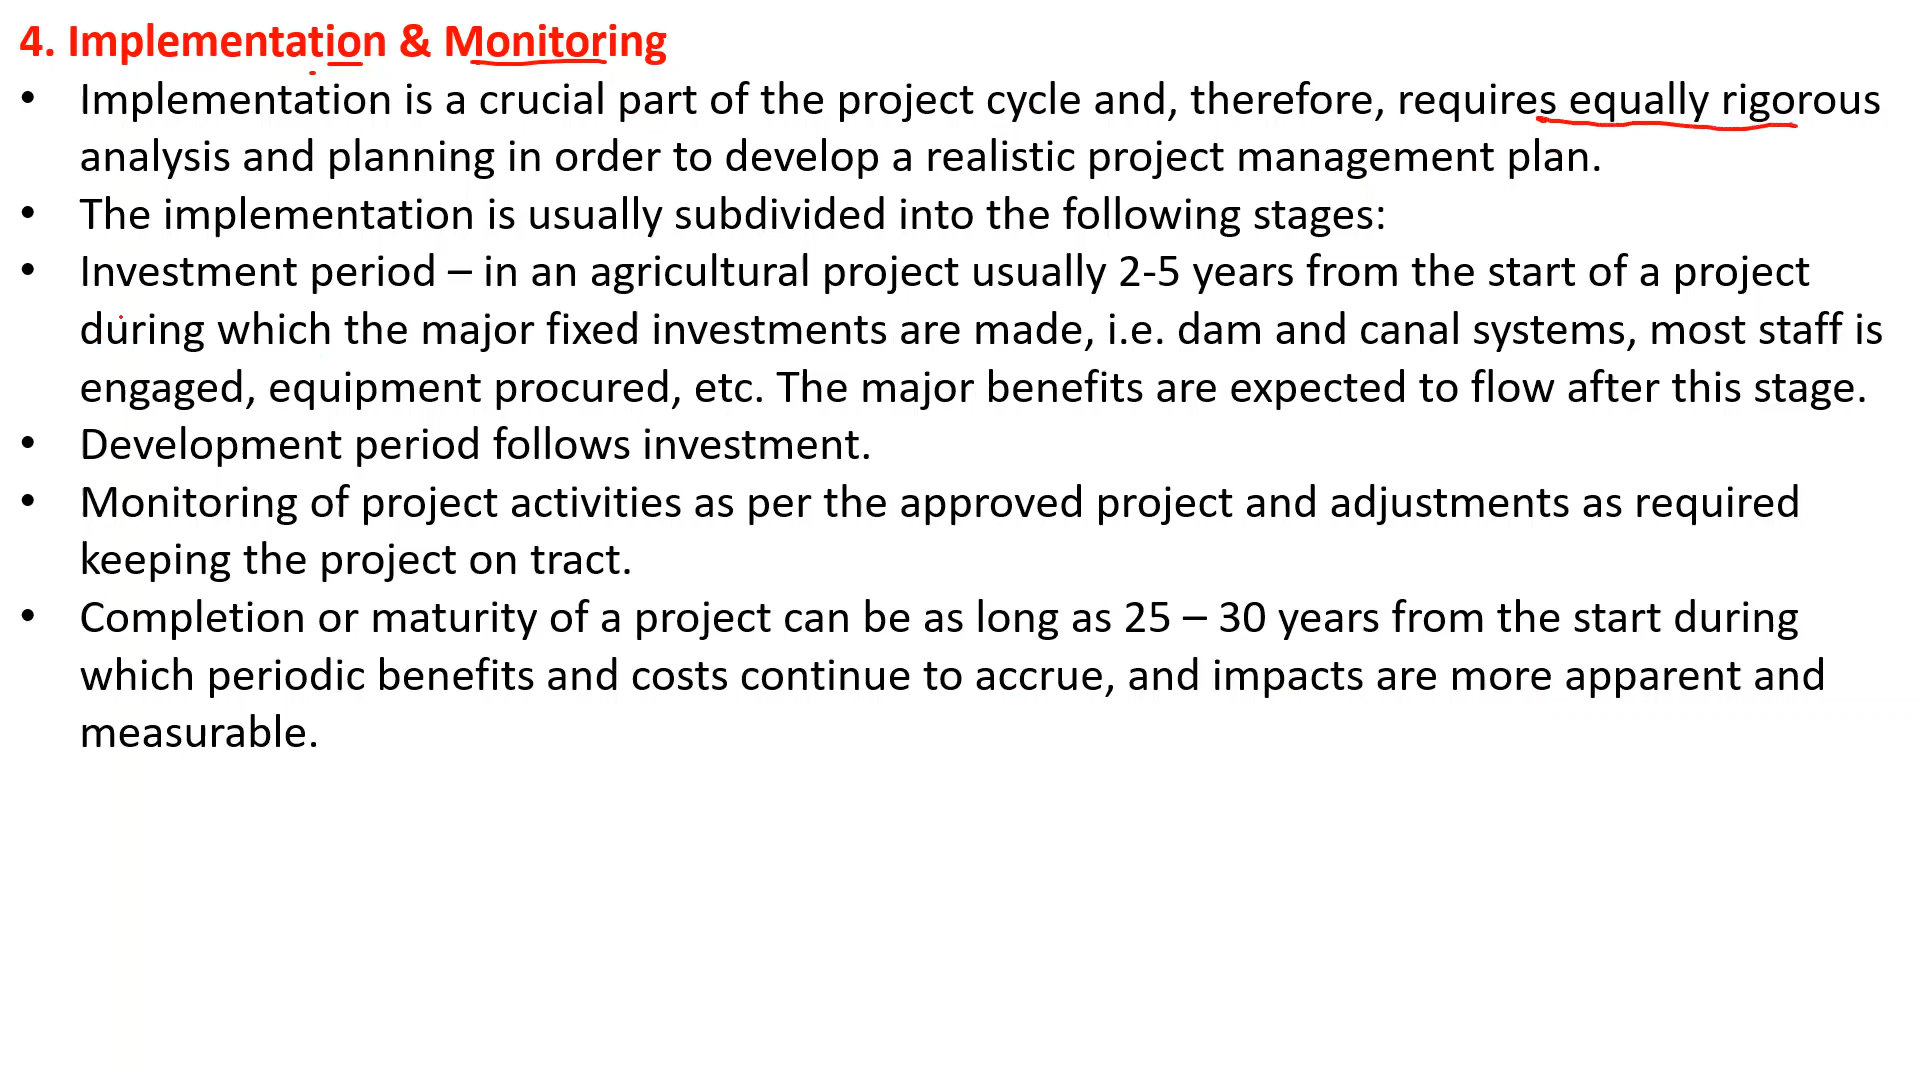 4. Implementation & Monitoring
• Implementation is a crucial part of the project cycle and, therefore, requires equally rigorous
analysis and planning in order to develop a realistic project management plan.
• The implementation is usually subdivided into the following stages:
• Investment period – in an agricultural project usually 2-5 years from the start of a project
during which the major fixed investments are made, i.e. dam and canal systems, most staff is
engaged, equipment procured, etc. The major benefits are expected to flow after this stage.
• Development period follows investment.
• Monitoring of project activities as per the approved project and adjustments as required
keeping the project on tract.
• Completion or maturity of a project can be as long as 25 – 30 years from the start during
which periodic benefits and costs continue to accrue, and impacts are more apparent and
measurable.